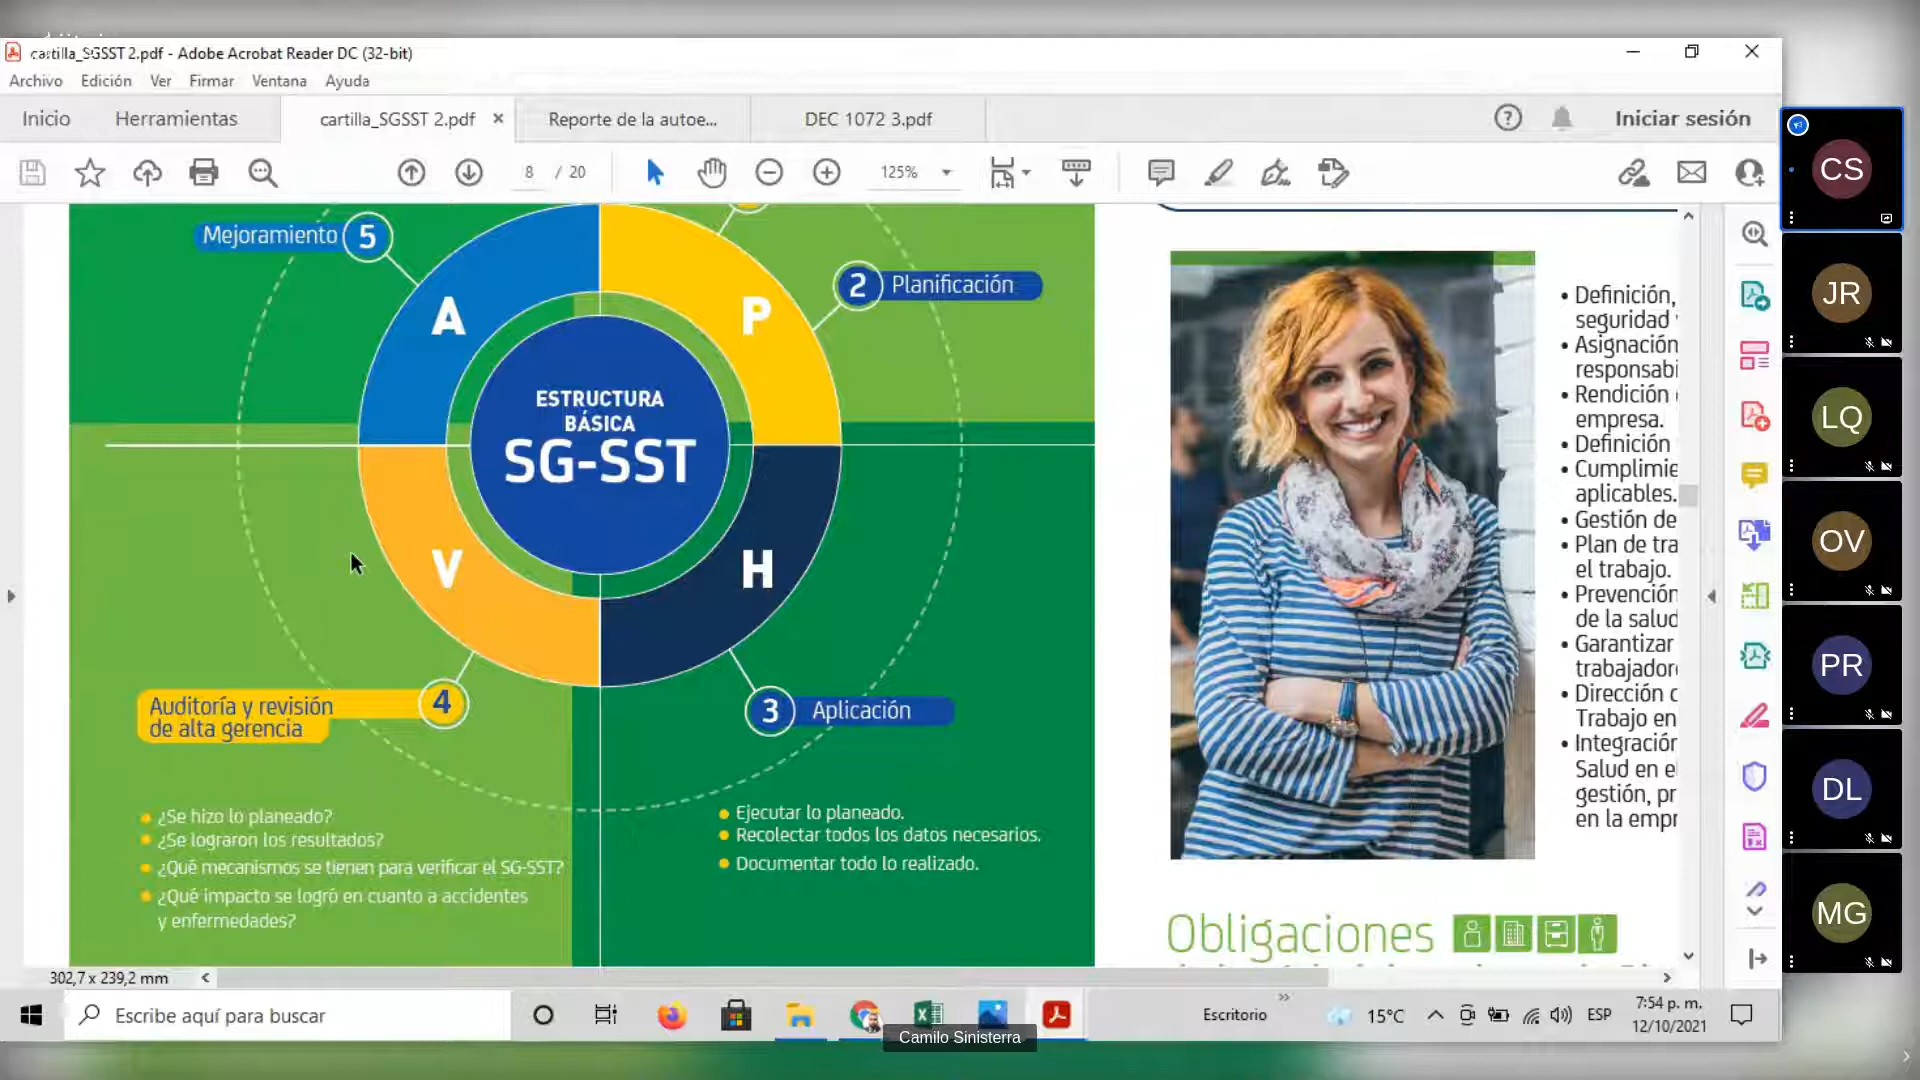 cartilla_SGSST 2.pdf - Adobe Acrobat Reader DC (32-bit)
Archivo Edición Ver Firmar Ventana Ayuda
Inicio Herramientas cartilla_SGSST 2.pdf Reporte de la autoe... DEC 1072 3.pdf Iniciar sesión
8 / 20 125%
Mejoramiento 5
2 Planificación
A
P
ESTRUCTURA
BÁSICA
SG-SST
V
H
Auditoría y revisión
de alta gerencia
4
3 Aplicación
¿Se hizo lo planeado?
¿Se lograron los resultados?
¿Qué mecanismos se tienen para verificar el SG-SST?
¿Qué impacto se logró en cuanto a accidentes
y enfermedades?
Ejecutar lo planeado.
Recolectar todos los datos necesarios.
Documentar todo lo realizado.
• Definición,
seguridad
• Asignación
responsabi
• Rendición
empresa.
• Definición
• Cumplimie
aplicables.
• Gestión de
• Plan de tra
el trabajo.
• Prevención
de la salud
• Garantizar
trabajador
• Dirección
Trabajo en
• Integración
Salud en e
gestión, pr
en la emp
Obligaciones
302,7 x 239,2 mm
Escribe aquí para buscar
Escritorio
15°C
ESP
7:54 p. m.
12/10/2021
Camilo Sinisterra
CS
JR
LQ
OV
PR
DL
MG